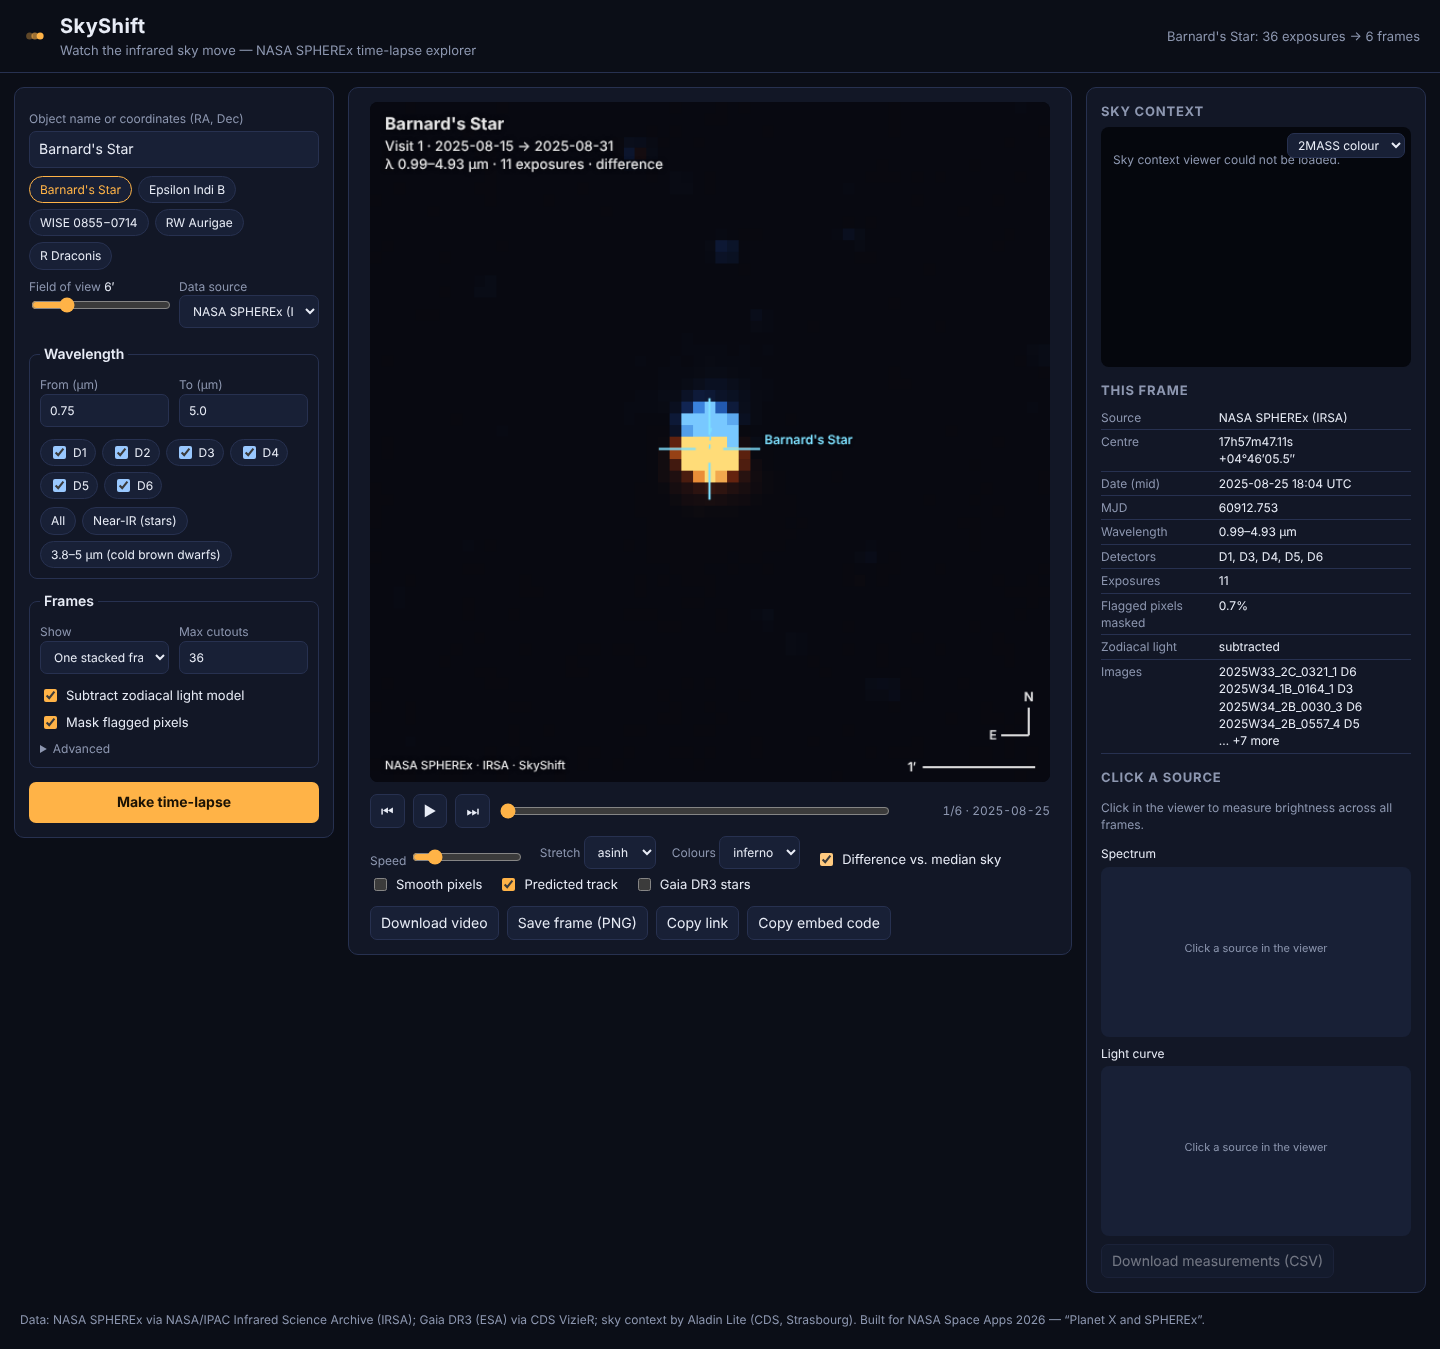 SkyShift
Watch the infrared sky move — NASA SPHEREx time-lapse explorer
Barnard's Star: 36 exposures → 6 frames
Object name or coordinates (RA, Dec)
Barnard's Star
Barnard's Star
Epsilon Indi B
WISE 0855−0714
RW Aurigae
R Draconis
Field of view 6′
Data source
NASA SPHEREx (I
Wavelength
From (µm)
To (µm)
0.75
5.0
D1
D2
D3
D4
D5
D6
All
Near-IR (stars)
3.8–5 µm (cold brown dwarfs)
Frames
Show
Max cutouts
One stacked fra
36
Subtract zodiacal light model
Mask flagged pixels
Advanced
Make time-lapse
Barnard's Star
Visit 1 · 2025-08-15 → 2025-08-31
λ 0.99–4.93 µm · 11 exposures · difference
Barnard's Star
N
E
NASA SPHEREx · IRSA · SkyShift
1′
1/6 · 2025-08-25
Speed
Stretch
asinh
Colours
inferno
Difference vs. median sky
Smooth pixels
Predicted track
Gaia DR3 stars
Download video
Save frame (PNG)
Copy link
Copy embed code
SKY CONTEXT
2MASS colour
Sky context viewer could not be loaded.
THIS FRAME
Source NASA SPHEREx (IRSA)
Centre 17h57m47.11s
+04°46′05.5″
Date (mid) 2025-08-25 18:04 UTC
MJD 60912.753
Wavelength 0.99–4.93 µm
Detectors D1, D3, D4, D5, D6
Exposures 11
Flagged pixels 0.7%
masked
Zodiacal light subtracted
Images 2025W33_2C_0321_1 D6
2025W34_1B_0164_1 D3
2025W34_2B_0030_3 D6
2025W34_2B_0557_4 D5
… +7 more
CLICK A SOURCE
Click in the viewer to measure brightness across all
frames.
Spectrum
Click a source in the viewer
Light curve
Click a source in the viewer
Download measurements (CSV)
Data: NASA SPHEREx via NASA/IPAC Infrared Science Archive (IRSA); Gaia DR3 (ESA) via CDS VizieR; sky context by Aladin Lite (CDS, Strasbourg). Built for NASA Space Apps 2026 — “Planet X and SPHEREx”.